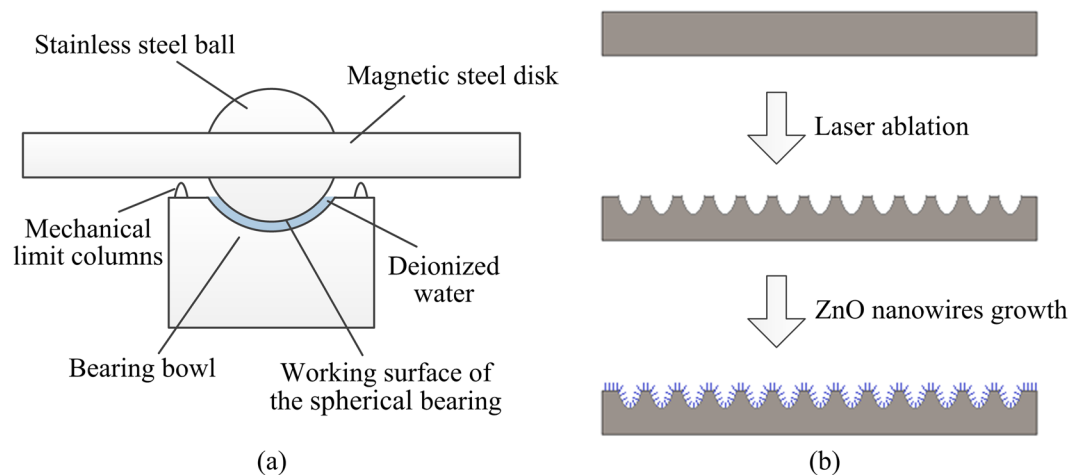 Stainless steel ball
Magnetic steel disk
Mechanical
limit columns
Deionized
water
Bearing bowl
Working surface of
the spherical bearing
(a)
Laser ablation
ZnO nanowires growth
(b)